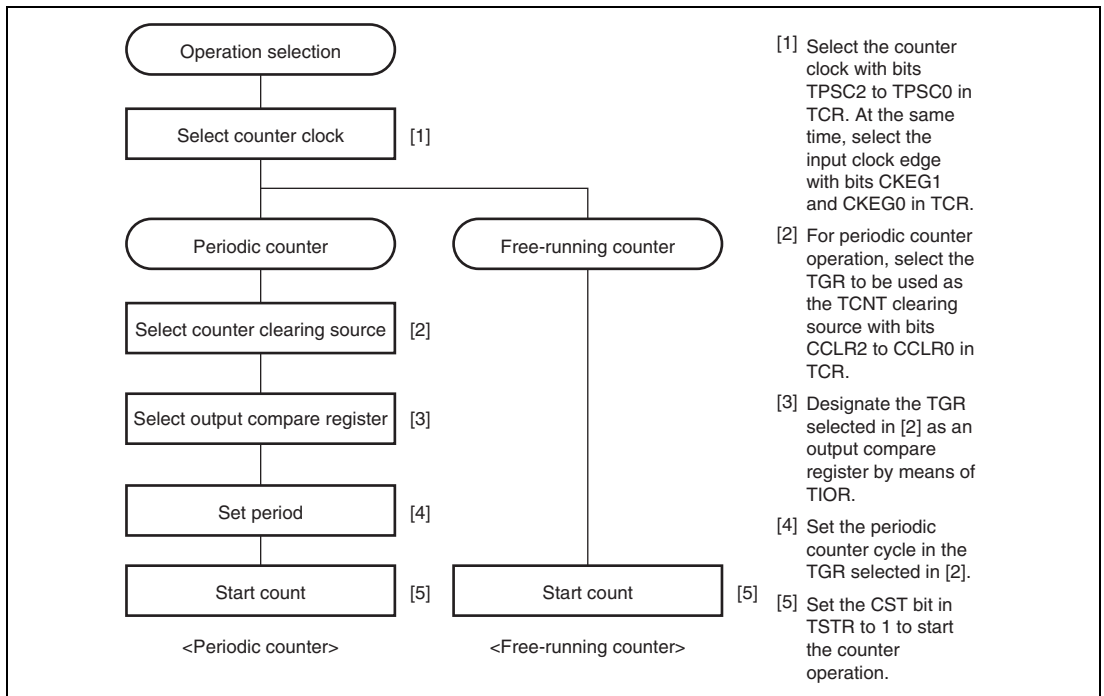 Operation selection
Select counter clock [1]
Periodic counter
Free-running counter
Select counter clearing source [2]
Select output compare register [3]
Set period [4]
Start count [5]
Start count [5]
<Periodic counter>
<Free-running counter>
[1] Select the counter
clock with bits
TPSC2 to TPSC0 in
TCR. At the same
time, select the
input clock edge
with bits CKEG1
and CKEG0 in TCR.
[2] For periodic counter
operation, select the
TGR to be used as
the TCNT clearing
source with bits
CCLR2 to CCLR0 in
TCR.
[3] Designate the TGR
selected in [2] as an
output compare
register by means of
TIOR.
[4] Set the periodic
counter cycle in the
TGR selected in [2].
[5] Set the CST bit in
TSTR to 1 to start
the counter
operation.